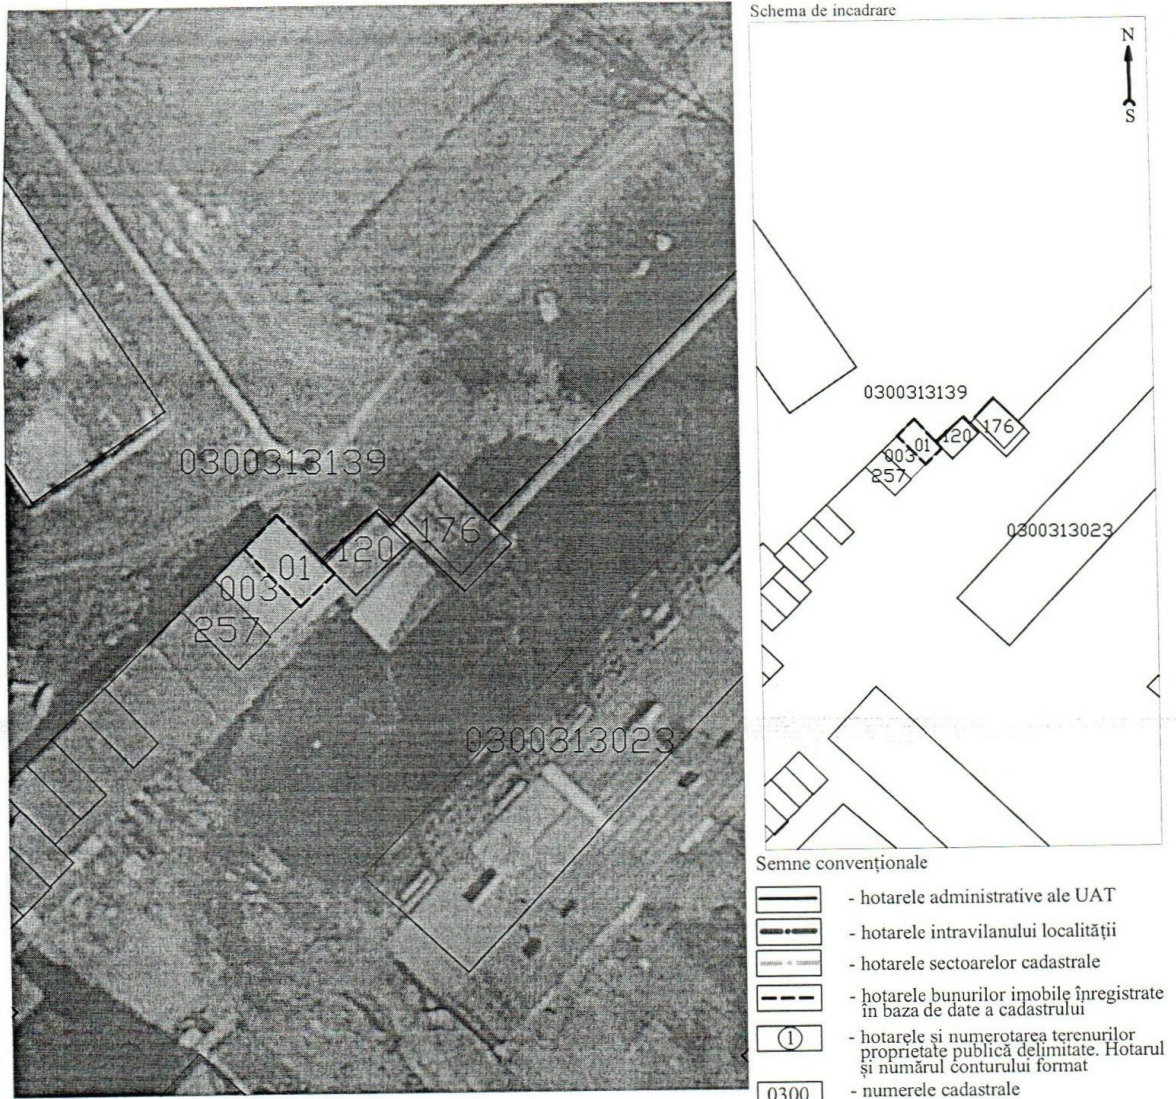 Schema de incadrare
N
S
0300313139
176
120
01
003
257
0300313023
0300313139
176
120
01
003
257
0300313023
Semne convenționale
- hotarele administrative ale UAT
- hotarele intravilanului localității
- hotarele sectoarelor cadastrale
- hotarele bunurilor imobile înregistrate
în baza de date a cadastrului
1
- hotarele și numerotarea terenurilor
proprietate publică delimitate. Hotarul
și numărul conturului format
0300
- numerele cadastrale